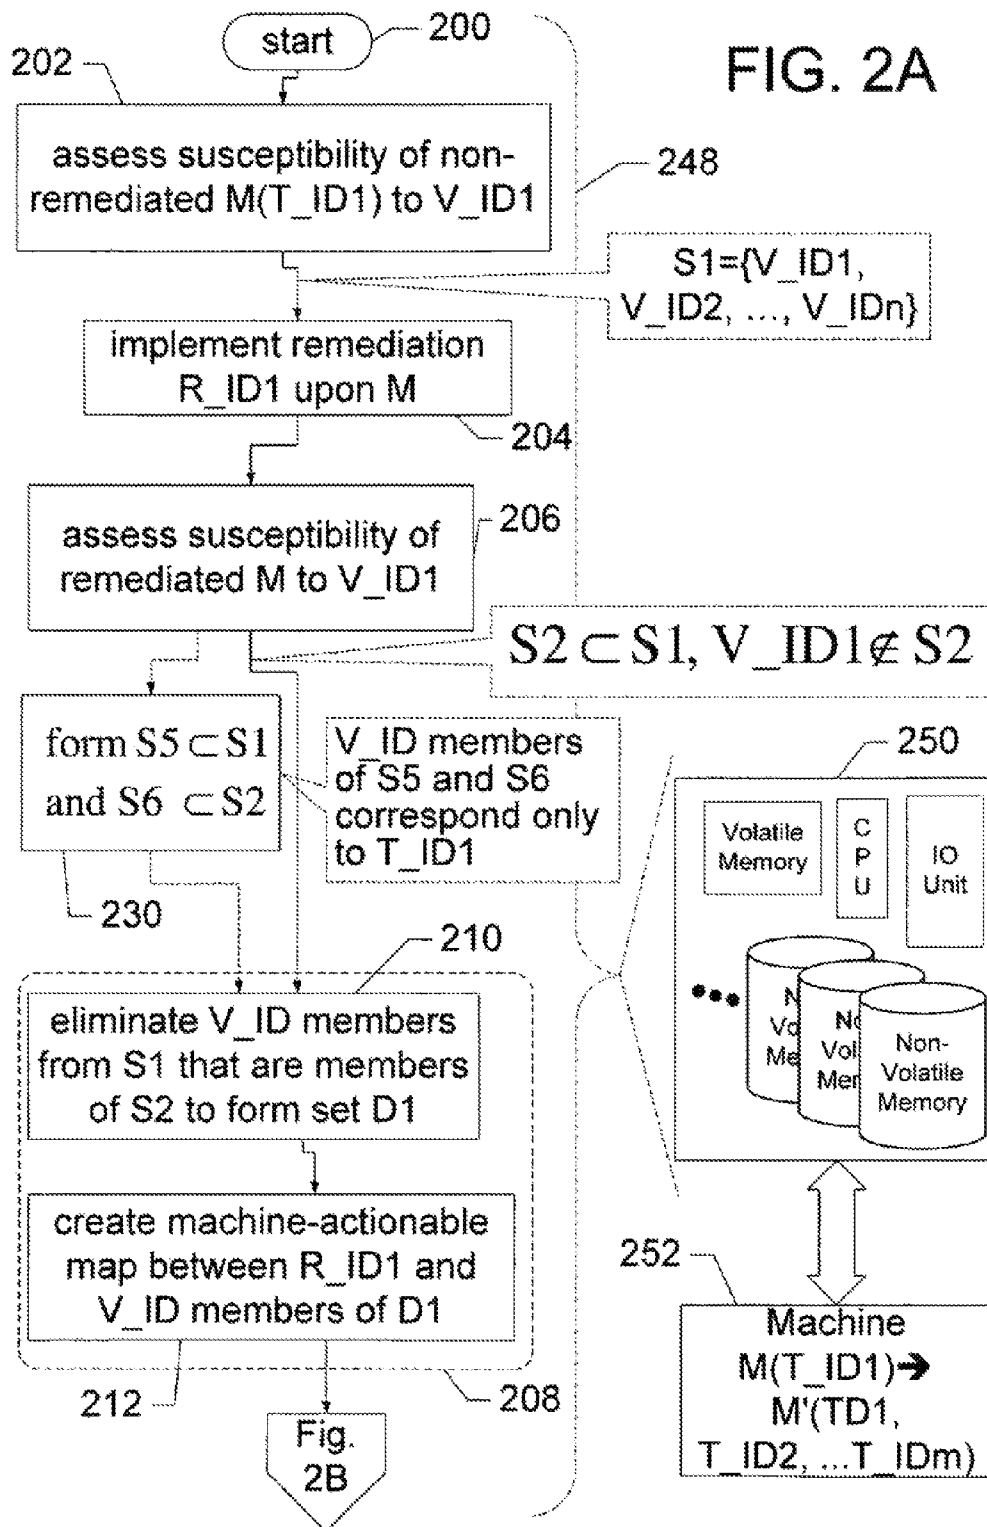 start
200
202
FIG. 2A
assess susceptibility of non-
remediated M(T_ID1) to V_ID1
248
S1={V_ID1,
V_ID2, ..., V_IDn}
implement remediation
R_ID1 upon M
204
assess susceptibility of
remediated M to V_ID1
206
S2 ⊂ S1, V_ID1 ∉ S2
form S5 ⊂ S1
and S6 ⊂ S2
230
V_ID members
of S5 and S6
correspond only
to T_ID1
250
Volatile
Memory
C
P
U
IO
Unit
Non-
Volatile
Memory
210
eliminate V_ID members
from S1 that are members
of S2 to form set D1
create machine-actionable
map between R_ID1 and
V_ID members of D1
212
208
Fig.
2B
252
Machine
M(T_ID1)➔
M'(TD1,
T_ID2, ...T_IDm)